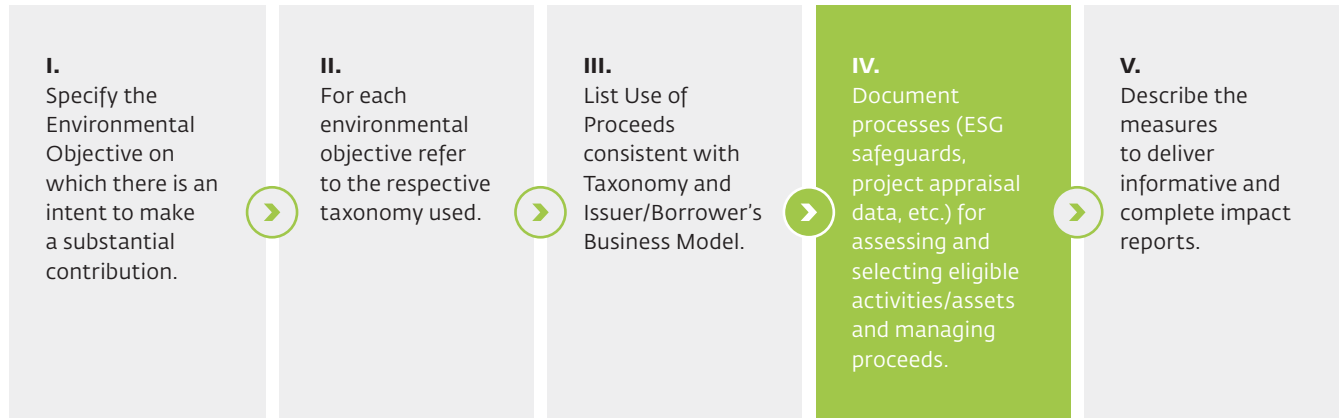 I.
Specify the
Environmental
Objective on
which there is an
intent to make
a substantial
contribution.
II.
For each
environmental
objective refer
to the respective
taxonomy used.
III.
List Use of
Proceeds
consistent with
Taxonomy and
Issuer/Borrower’s
Business Model.
IV.
Document
processes (ESG
safeguards,
project appraisal
data, etc.) for
assessing and
selecting eligible
activities/assets
and managing
proceeds.
V.
Describe the
measures
to deliver
informative and
complete impact
reports.